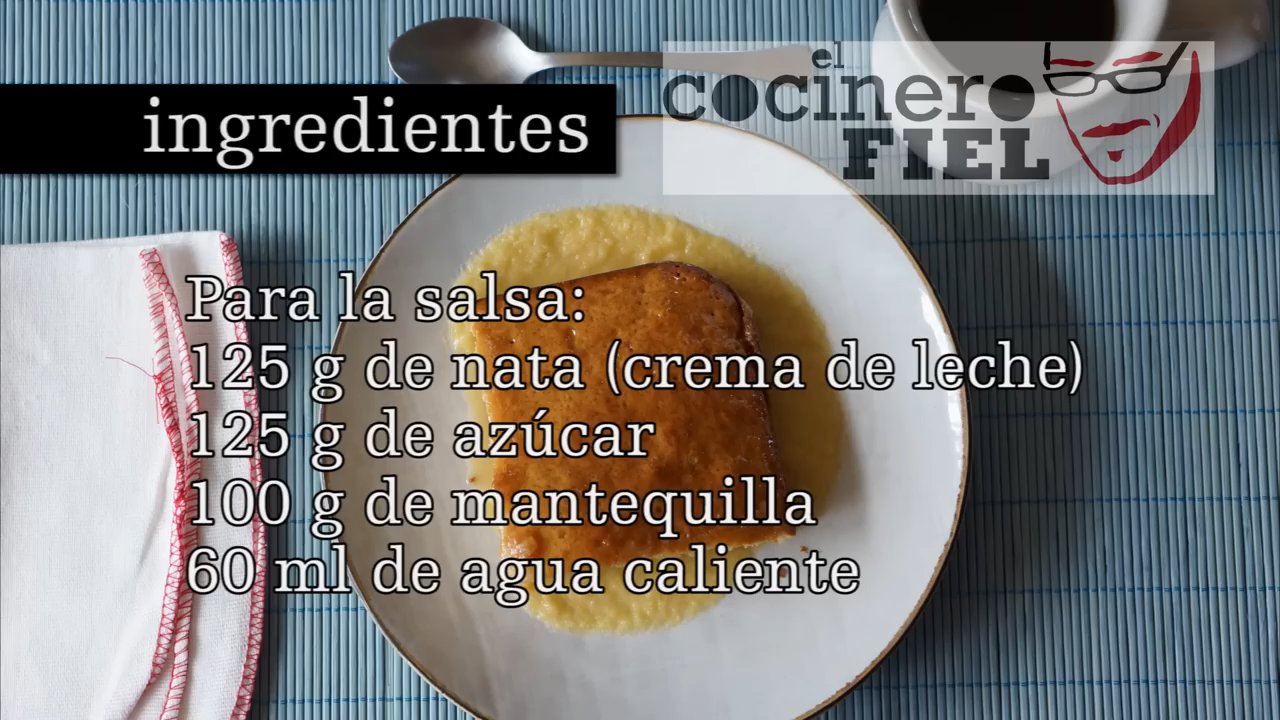 ingredientes
el
cocinero
FIEL
Para la salsa:
125 g de nata (crema de leche)
125 g de azúcar
100 g de mantequilla
60 ml de agua caliente